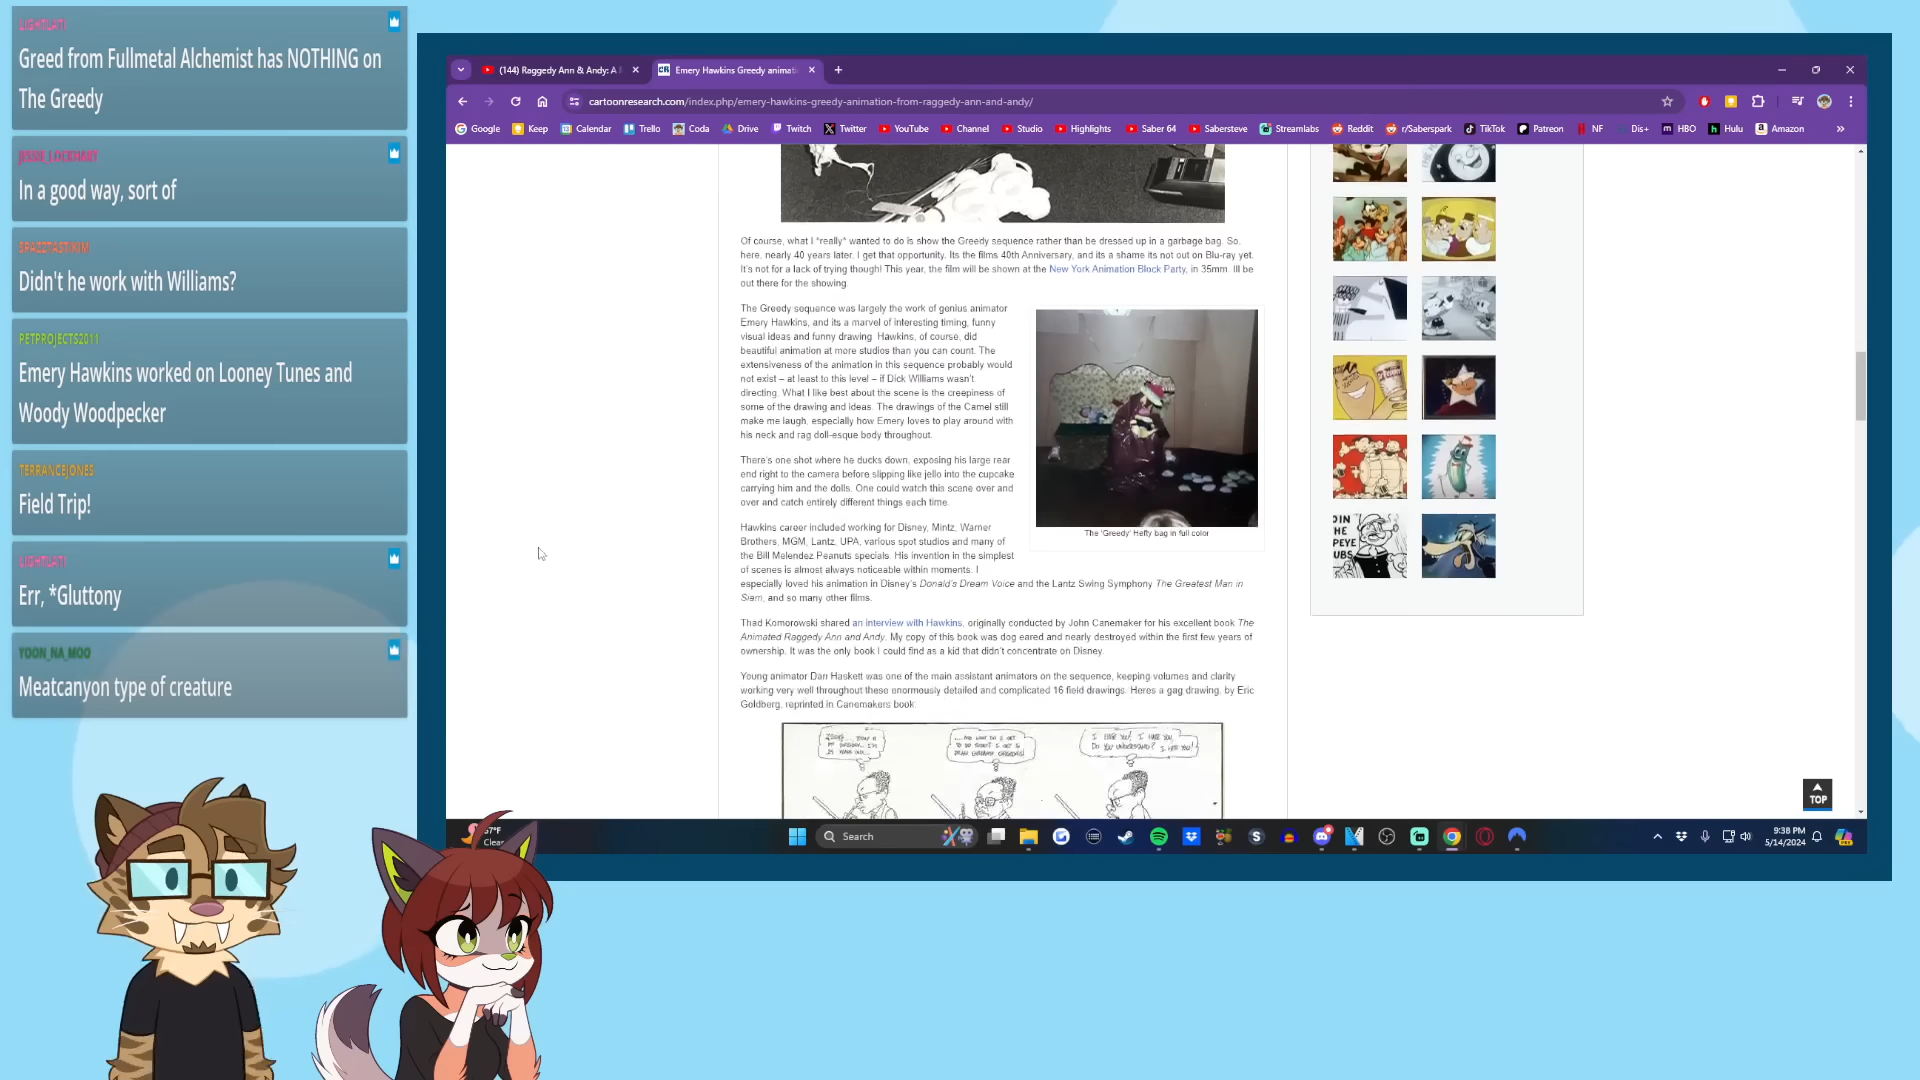 LIGHTLATI
Greed from Fullmetal Alchemist has NOTHING on
The Greedy
In a good way, sort of
SPAZZTASTIKIM
Didn't he work with Williams?
PETPROJECTS2011
Emery Hawkins worked on Looney Tunes and
Woody Woodpecker
TERRANCEJONES
Field Trip!
LIGHTLATI
Err, *Gluttony
YOON_NA_MOO
Meatcanyon type of creature
(144) Raggedy Ann & Andy: A
Emery Hawkins Greedy animati
cartoonresearch.com/index.php/emery-hawkins-greedy-animation-from-raggedy-ann-and-andy/
Google Keep Calendar Trello Coda Drive Twitch Twitter YouTube Channel Studio Highlights Saber 64 Sabersteve Streamlabs Reddit r/Saberspark TikTok Patreon NF Dis+ HBO Hulu Amazon
Of course, what I *really* wanted to do is show the Greedy sequence rather than be dressed up in a garbage bag. So,
here, nearly 40 years later, I get that opportunity. Its the films 40th Anniversary, and its a shame its not out on Blu-ray yet.
It's not for a lack of trying though! This year, the film will be shown at the New York Animation Block Party, in 35mm. Ill be
out there for the showing.
The Greedy sequence was largely the work of genius animator
Emery Hawkins, and its a marvel of interesting timing, funny
visual ideas and funny drawing. Hawkins, of course, did
beautiful animation at more studios than you can count. The
extensiveness of the animation in this sequence probably would
not exist – at least to this level – if Dick Williams wasn't
directing. What I like best about the scene is the creepiness of
some of the drawing and ideas. The drawings of the Camel still
make me laugh, especially how Emery loves to play around with
his neck and rag doll-esque body throughout.
There's one shot where he ducks down, exposing his large rear
end right to the camera before slipping like jello into the cupcake
carrying him and the dolls. One could watch this scene over and
over and catch entirely different things each time.
The 'Greedy' Hefty bag in full color
Hawkins career included working for Disney, Mintz, Warner
Brothers, MGM, Lantz, UPA, various spot studios and many of
the Bill Melendez Peanuts specials. His invention in the simplest
of scenes is almost always noticeable within moments. I
especially loved his animation in Disney's Donald's Dream Voice and the Lantz Swing Symphony The Greatest Man in
Siam, and so many other films.
Thad Komorowski shared an interview with Hawkins, originally conducted by John Canemaker for his excellent book The
Animated Raggedy Ann and Andy. My copy of this book was dog eared and nearly destroyed within the first few years of
ownership. It was the only book I could find as a kid that didn't concentrate on Disney.
Young animator Dan Haskett was one of the main assistant animators on the sequence, keeping volumes and clarity
working very well throughout these enormously detailed and complicated 16 field drawings. Heres a gag drawing, by Eric
Goldberg, reprinted in Canemakers book:
I HATE YOU! I HATE YOU,
DO YOU UNDERSTAND? I HATE YOU!
TOP
Search
9:38 PM
5/14/2024